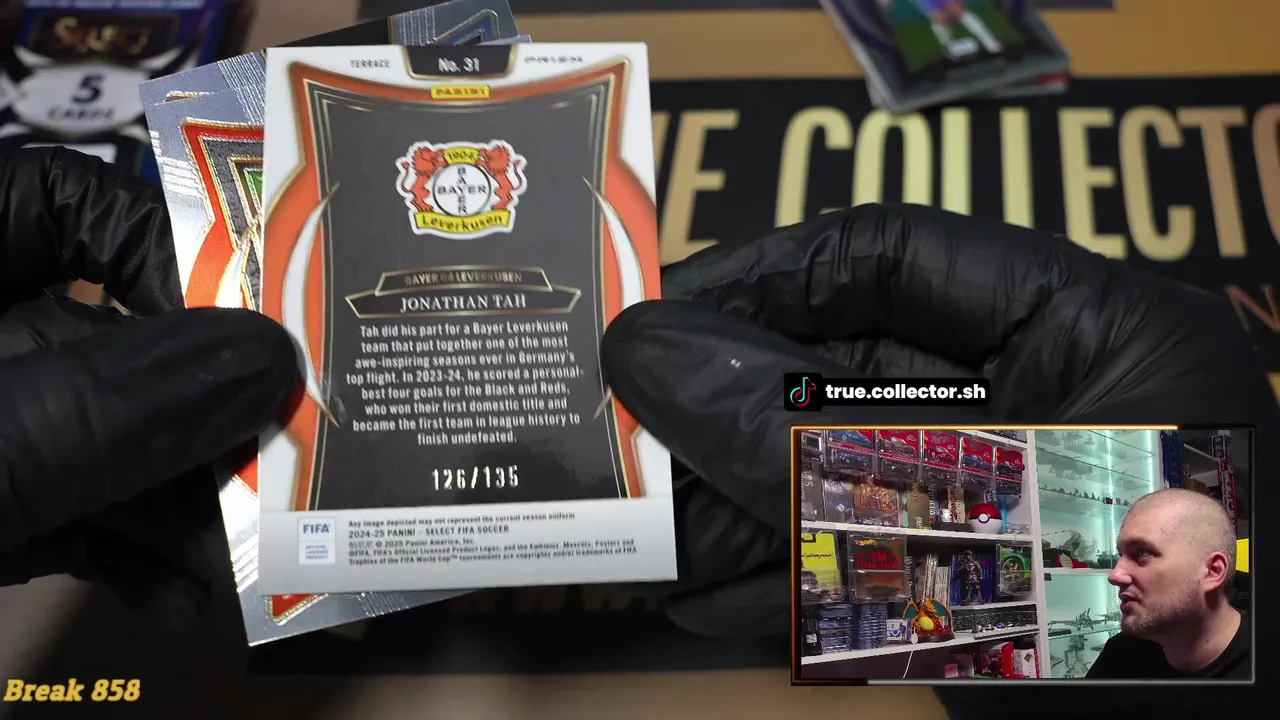 SELECT
5
CARDS
TERRACE
No. 31
PRIZM
PANINI
1904
BAYER
BAYER
Leverkusen
BAYER 04 LEVERKUSEN
JONATHAN TAH
Tah did his part for a Bayer Leverkusen
team that put together one of the most
awe-inspiring seasons ever in Germany's
top flight. In 2023-24, he scored a personal-
best four goals for the Black and Reds,
who won their first domestic title and
became the first team in league history to
finish undefeated.
126/135
FIFA
OFFICIAL
LICENSED
PRODUCT
Any image depicted may not represent the current season uniform.
2024-25 PANINI – SELECT FIFA SOCCER
© 2025 Panini America, Inc.
©FIFA, FIFA's Official Licensed Product Logos, and the Emblems, Mascots, Posters and
Trophies of the FIFA World Cup™ tournaments are copyrights and/or trademarks of FIFA
E COLLECTO
true.collector.sh
Break 858